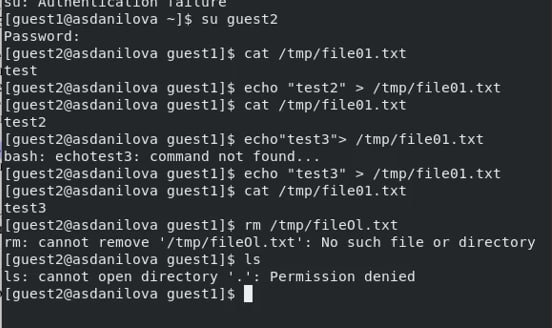 su: Authentication failure
[guest1@asdanilova ~]$ su guest2
Password:
[guest2@asdanilova guest1]$ cat /tmp/file01.txt
test
[guest2@asdanilova guest1]$ echo "test2" > /tmp/file01.txt
[guest2@asdanilova guest1]$ cat /tmp/file01.txt
test2
[guest2@asdanilova guest1]$ echo"test3"> /tmp/file01.txt
bash: echotest3: command not found...
[guest2@asdanilova guest1]$ echo "test3" > /tmp/file01.txt
[guest2@asdanilova guest1]$ cat /tmp/file01.txt
test3
[guest2@asdanilova guest1]$ rm /tmp/fileOl.txt
rm: cannot remove '/tmp/fileOl.txt': No such file or directory
[guest2@asdanilova guest1]$ ls
ls: cannot open directory '.': Permission denied
[guest2@asdanilova guest1]$